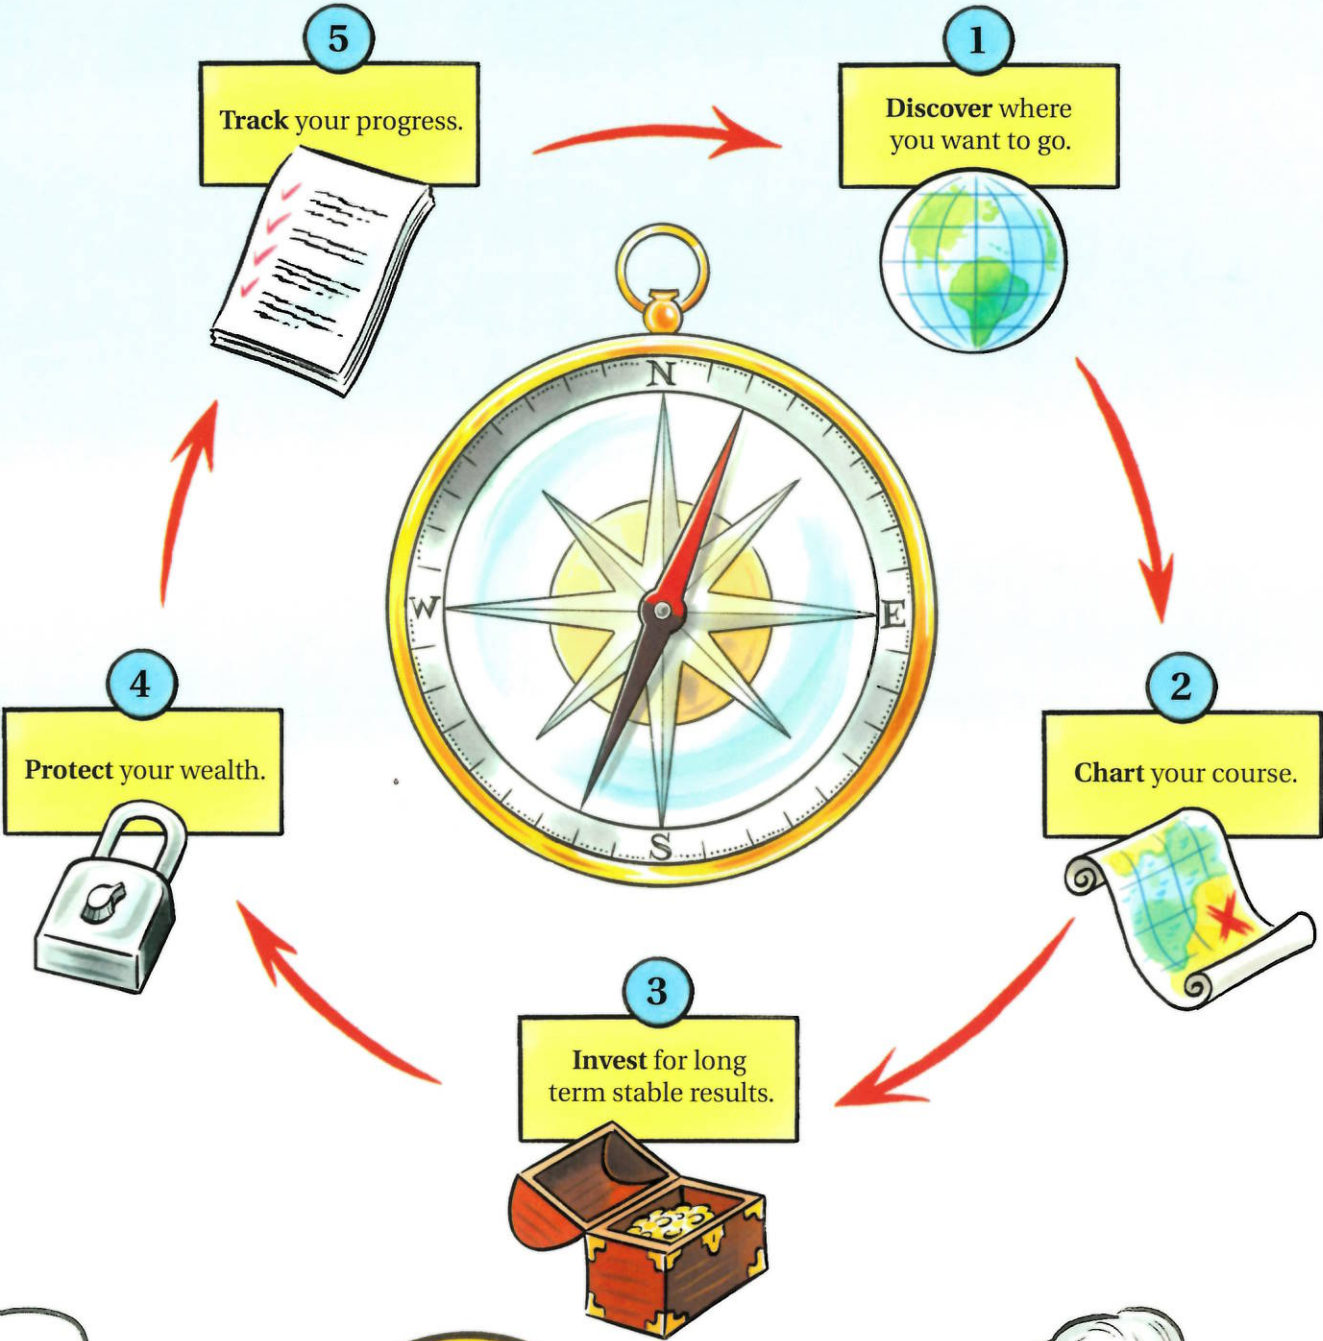 1
Discover where
you want to go.
2
Chart your course.
3
Invest for long
term stable results.
4
Protect your wealth.
5
Track your progress.
N
W
E
S